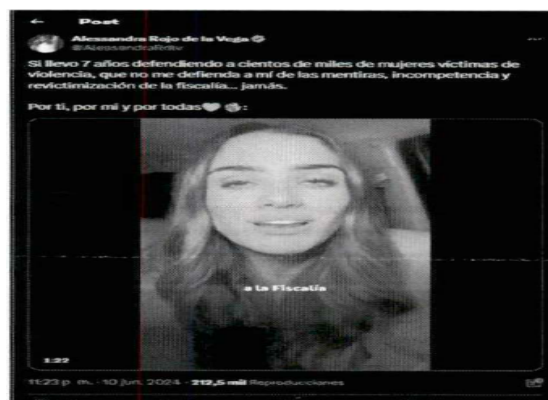 Post
Alessandra Rojo de la Vega
@AlessandraRdlv
Si llevo 7 años defendiendo a cientos de miles de mujeres víctimas de
violencia, que no me defienda a mí de las mentiras, incompetencia y
revictimización de la fiscalía... jamás.
Por ti, por mi y por todas
a la Fiscalía
1:22
11:23 p. m. · 10 jun. 2024 · 212,5 mil Reproducciones